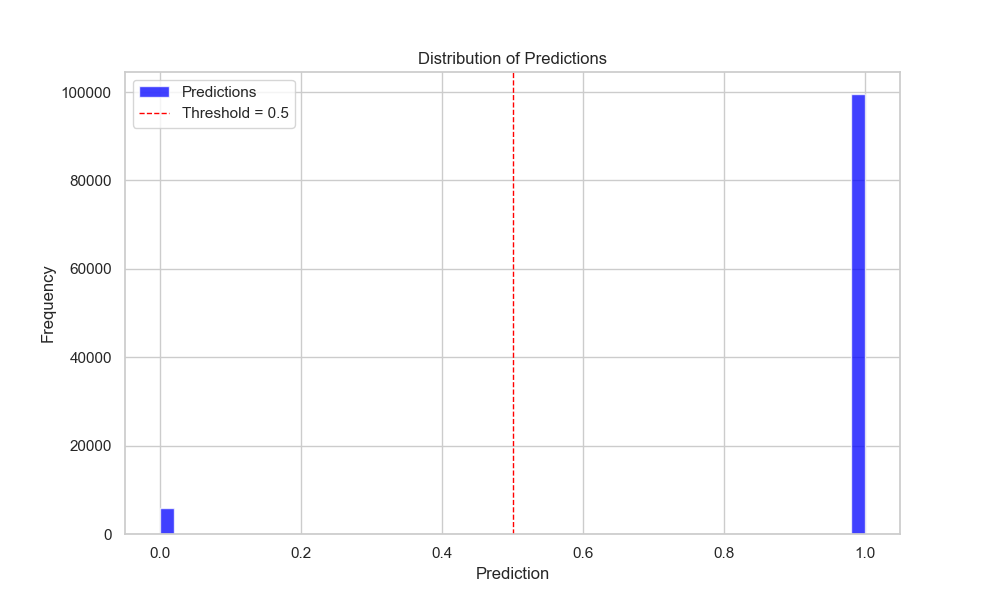 Distribution of Predictions
Predictions
Threshold = 0.5
100000
80000
60000
40000
20000
0
Frequency
0.0 0.2 0.4 0.6 0.8 1.0
Prediction